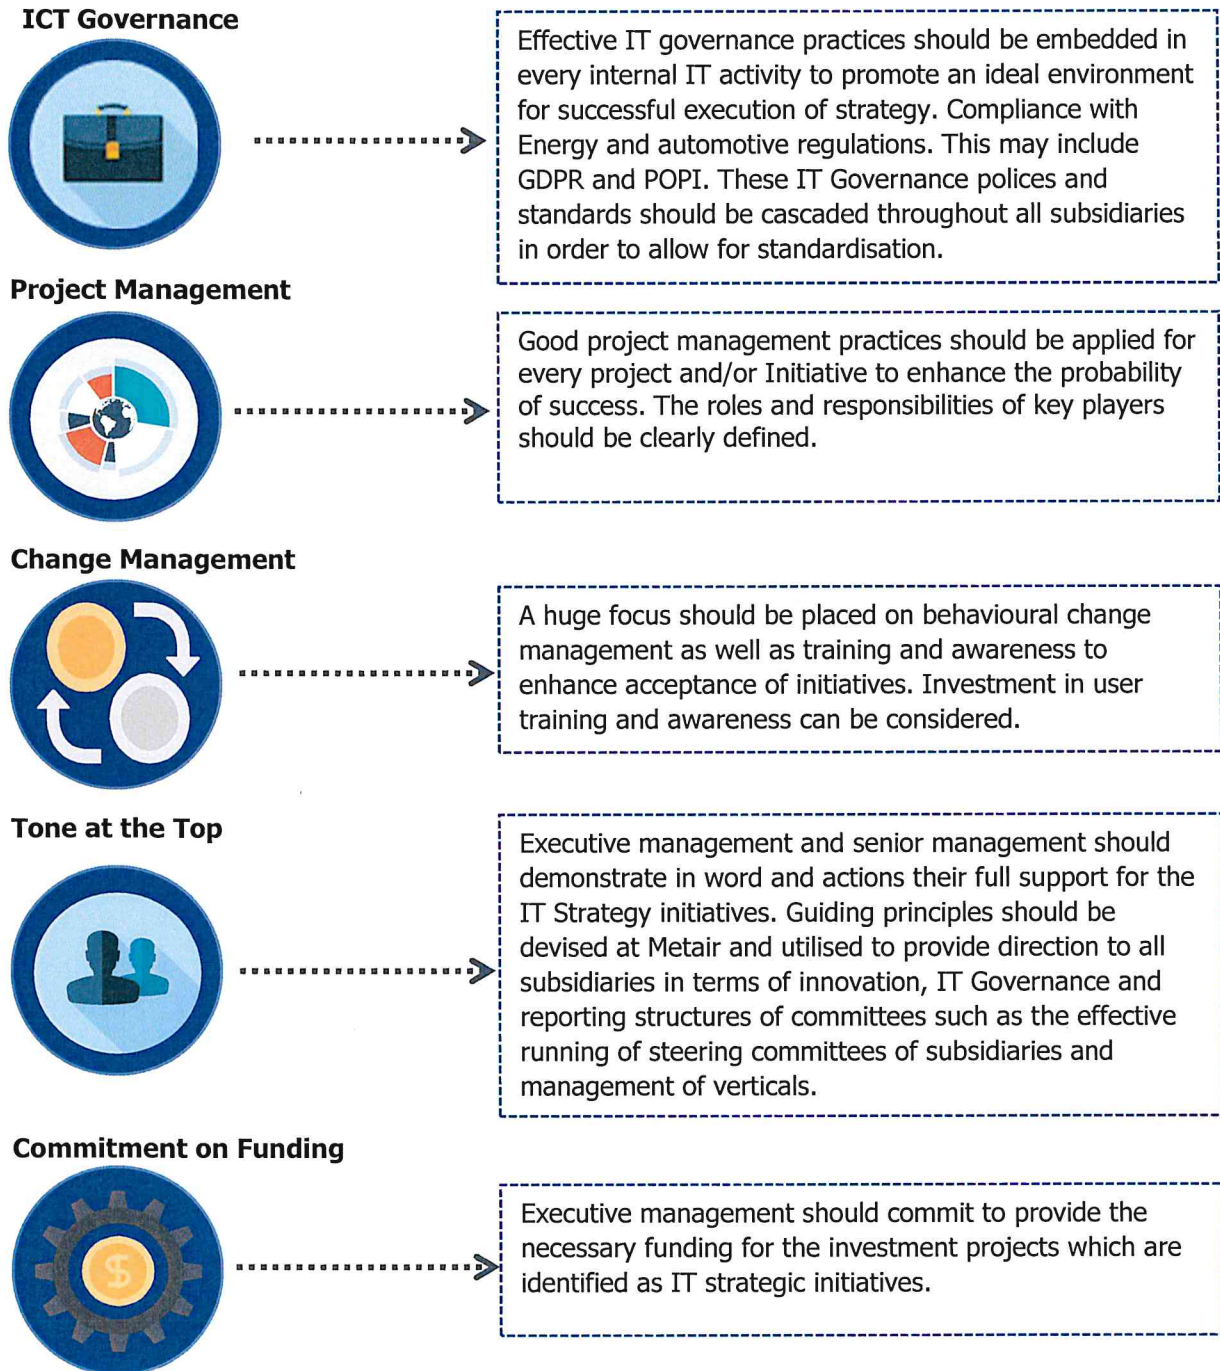 ICT Governance
Effective IT governance practices should be embedded in
every internal IT activity to promote an ideal environment
for successful execution of strategy. Compliance with
Energy and automotive regulations. This may include
GDPR and POPI. These IT Governance polices and
standards should be cascaded throughout all subsidiaries
in order to allow for standardisation.
Project Management
Good project management practices should be applied for
every project and/or Initiative to enhance the probability
of success. The roles and responsibilities of key players
should be clearly defined.
Change Management
A huge focus should be placed on behavioural change
management as well as training and awareness to
enhance acceptance of initiatives. Investment in user
training and awareness can be considered.
Tone at the Top
Executive management and senior management should
demonstrate in word and actions their full support for the
IT Strategy initiatives. Guiding principles should be
devised at Metair and utilised to provide direction to all
subsidiaries in terms of innovation, IT Governance and
reporting structures of committees such as the effective
running of steering committees of subsidiaries and
management of verticals.
Commitment on Funding
$
Executive management should commit to provide the
necessary funding for the investment projects which are
identified as IT strategic initiatives.